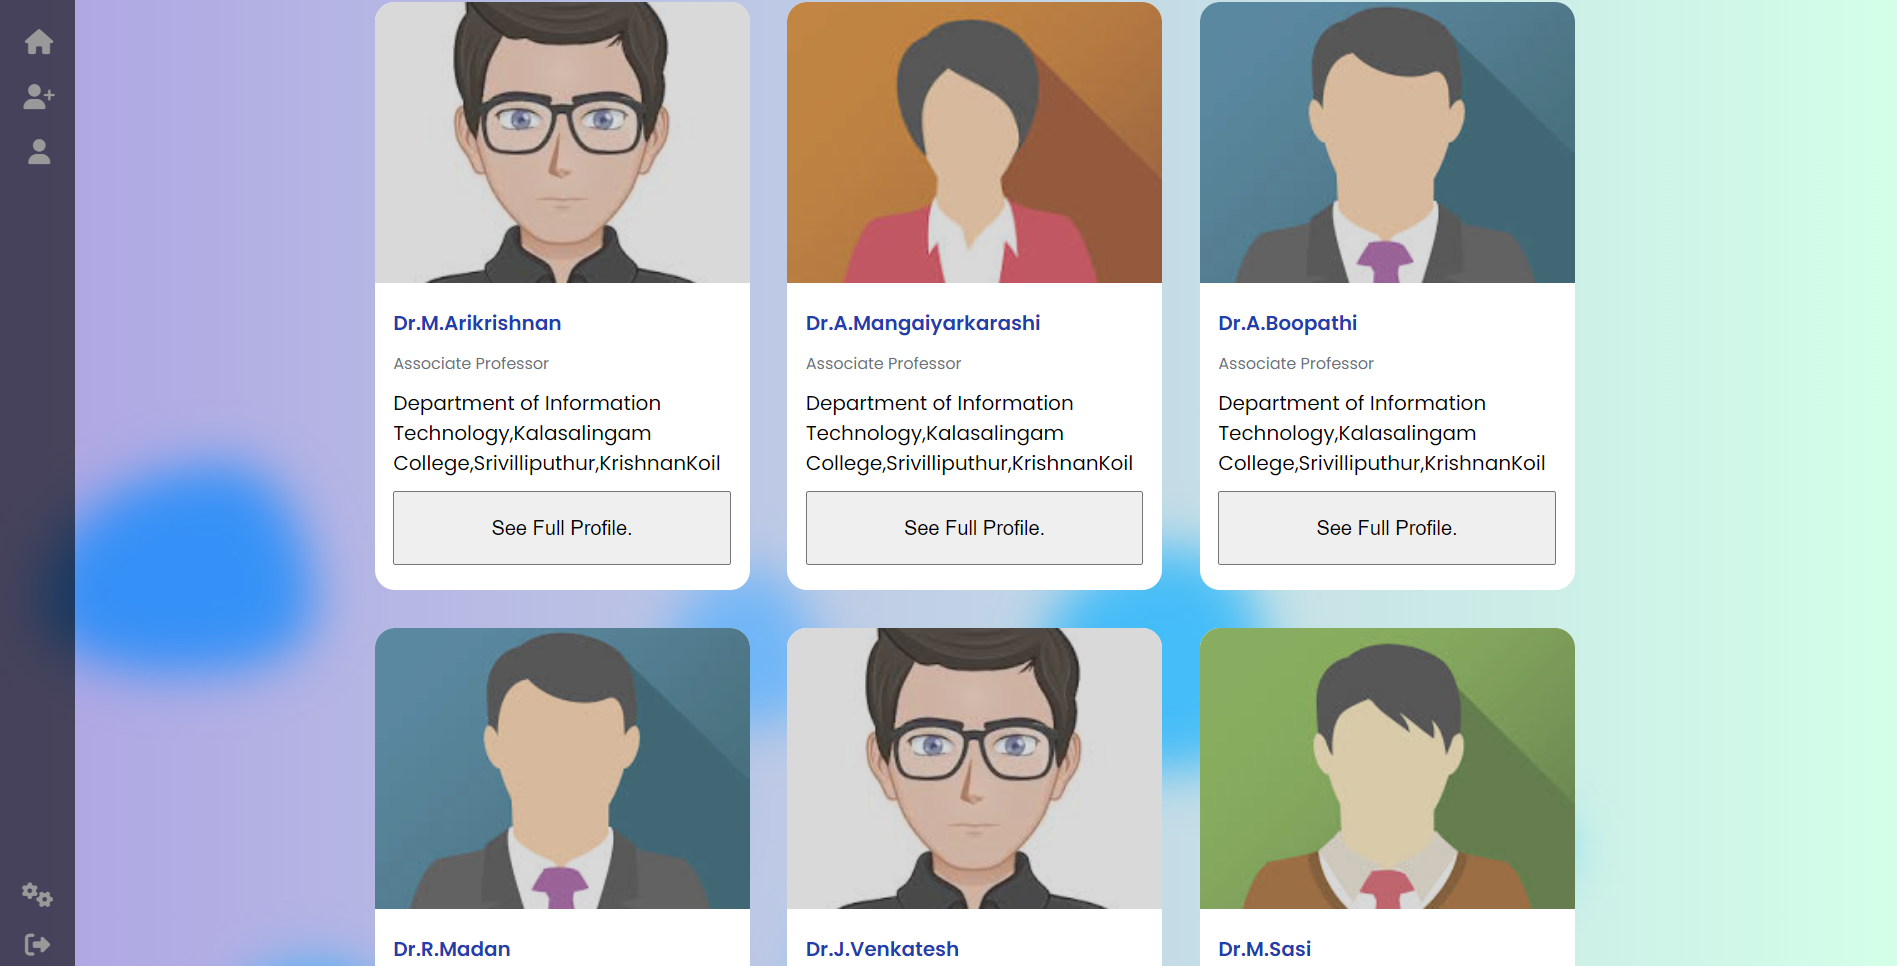 Dr.M.Arikrishnan
Associate Professor
Department of Information
Technology,Kalasalingam
College,Srivilliputhur,KrishnanKoil
See Full Profile.
Dr.A.Mangaiyarkarashi
Associate Professor
Department of Information
Technology,Kalasalingam
College,Srivilliputhur,KrishnanKoil
See Full Profile.
Dr.A.Boopathi
Associate Professor
Department of Information
Technology,Kalasalingam
College,Srivilliputhur,KrishnanKoil
See Full Profile.
Dr.R.Madan
Dr.J.Venkatesh
Dr.M.Sasi